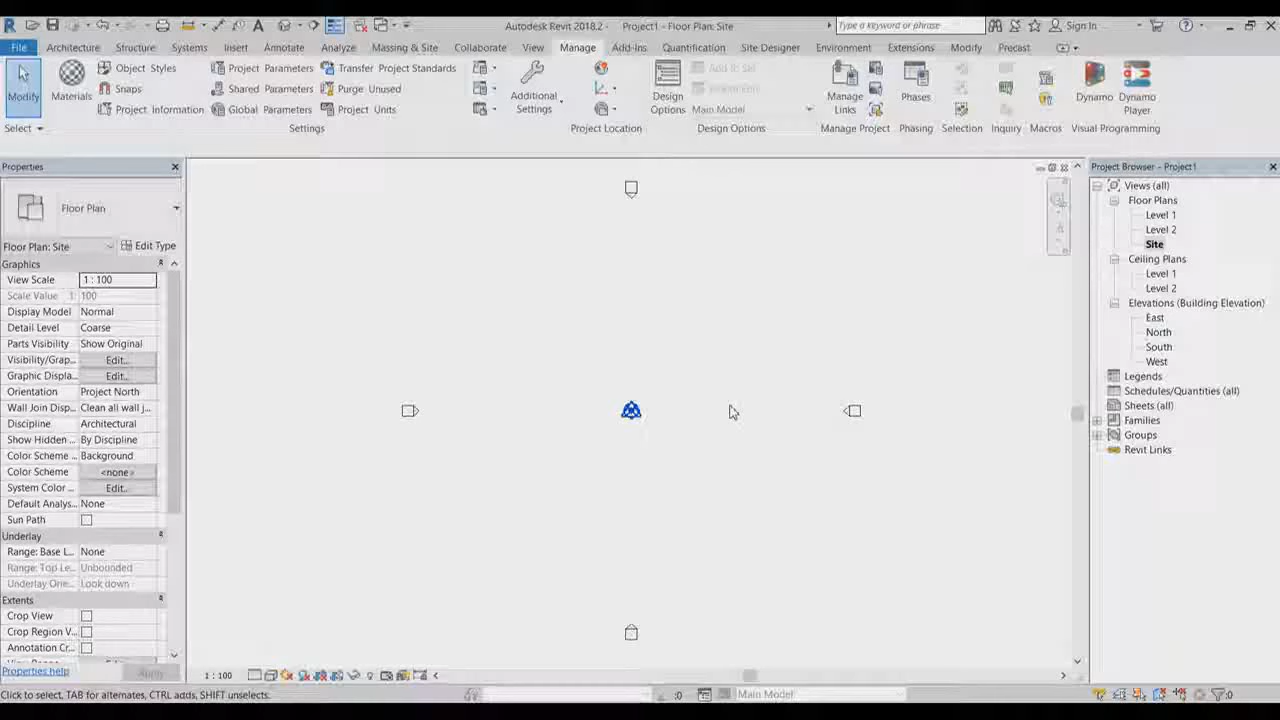 Autodesk Revit 2018.2 - Project1 - Floor Plan: Site
Type a keyword or phrase
Sign In
File Architecture Structure Systems Insert Annotate Analyze Massing & Site Collaborate View Manage Add-Ins Quantification Site Designer Environment Extensions Modify Precast
Modify
Materials
Object Styles
Snaps
Project Information
Project Parameters
Shared Parameters
Global Parameters
Transfer Project Standards
Purge Unused
Project Units
Additional
Settings
Design
Options
Add to Set
Main Model
Manage
Links
Phases
Dynamo
Dynamo
Player
Select
Settings
Project Location
Design Options
Manage Project
Phasing
Selection
Inquiry
Macros
Visual Programming
Properties
Floor Plan
Floor Plan: Site
Edit Type
Graphics
View Scale 1 : 100
Scale Value 1: 100
Display Model Normal
Detail Level Coarse
Parts Visibility Show Original
Visibility/Grap... Edit...
Graphic Displa... Edit...
Orientation Project North
Wall Join Disp... Clean all wall j...
Discipline Architectural
Show Hidden ... By Discipline
Color Scheme ... Background
Color Scheme <none>
System Color ... Edit...
Default Analys... None
Sun Path
Underlay
Range: Base L... None
Range: Top Le... Unbounded
Underlay Orie... Look down
Extents
Crop View
Crop Region V...
Annotation Cr...
Properties help
Apply
Project Browser - Project1
Views (all)
Floor Plans
Level 1
Level 2
Site
Ceiling Plans
Level 1
Level 2
Elevations (Building Elevation)
East
North
South
West
Legends
Schedules/Quantities (all)
Sheets (all)
Families
Groups
Revit Links
1 : 100
Click to select, TAB for alternates, CTRL adds, SHIFT unselects.
:0
Main Model
:0